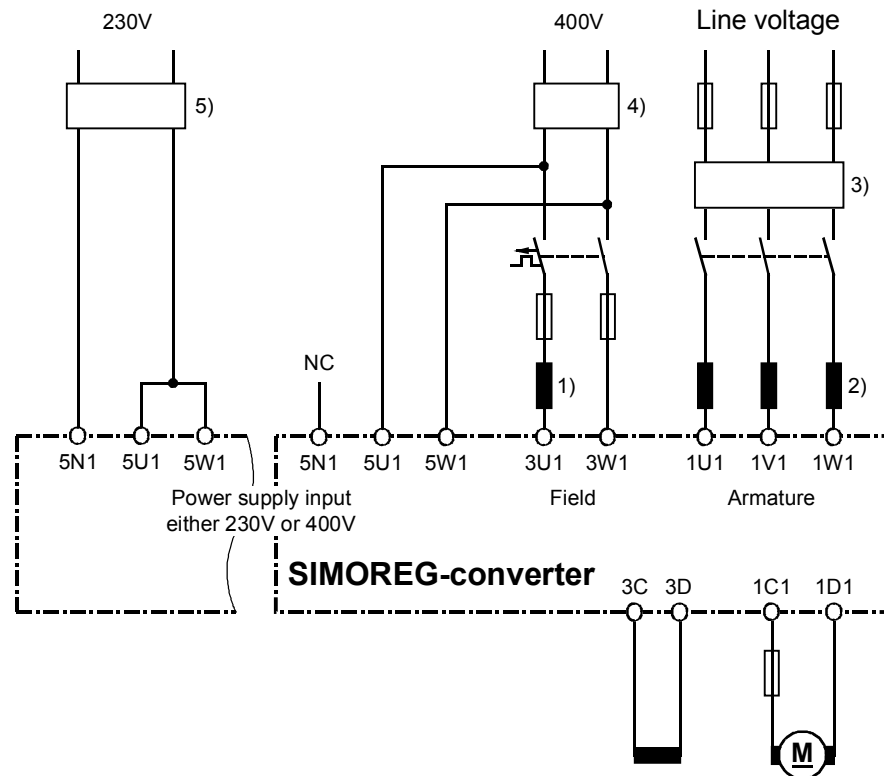 230V
400V
Line voltage
5)
4)
3)
NC
1)
2)
5N1
5U1
5W1
5N1
5U1
5W1
3U1
3W1
1U1
1V1
1W1
Power supply input
either 230V or 400V
Field
Armature
SIMOREG-converter
3C
3D
1C1
1D1
M